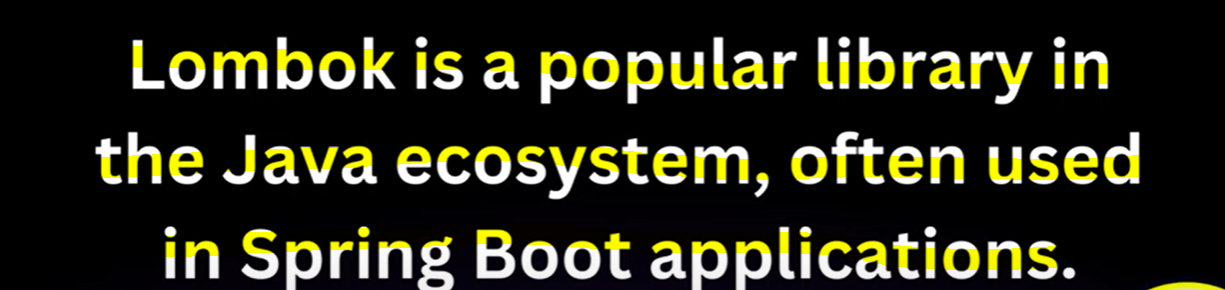 Lombok is a popular library in
the Java ecosystem, often used
in Spring Boot applications.